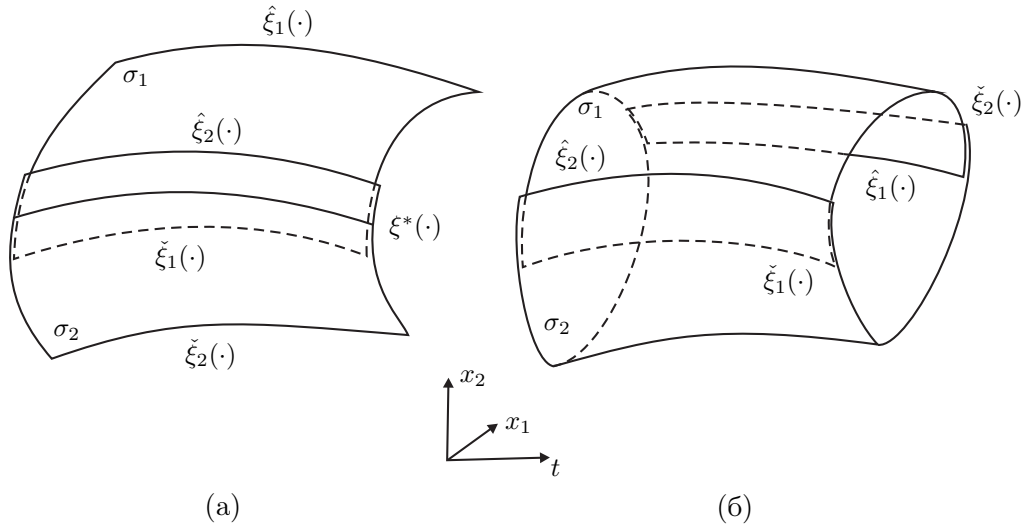 ξ̂₁(·)
σ₁
ξ̂₂(·)
ξ*(·)
ξ̌₁(·)
σ₂
ξ̌₂(·)
σ₁
ξ̌₂(·)
ξ̂₂(·)
ξ̂₁(·)
ξ̌₁(·)
σ₂
x₂
x₁
t
(а)
(б)